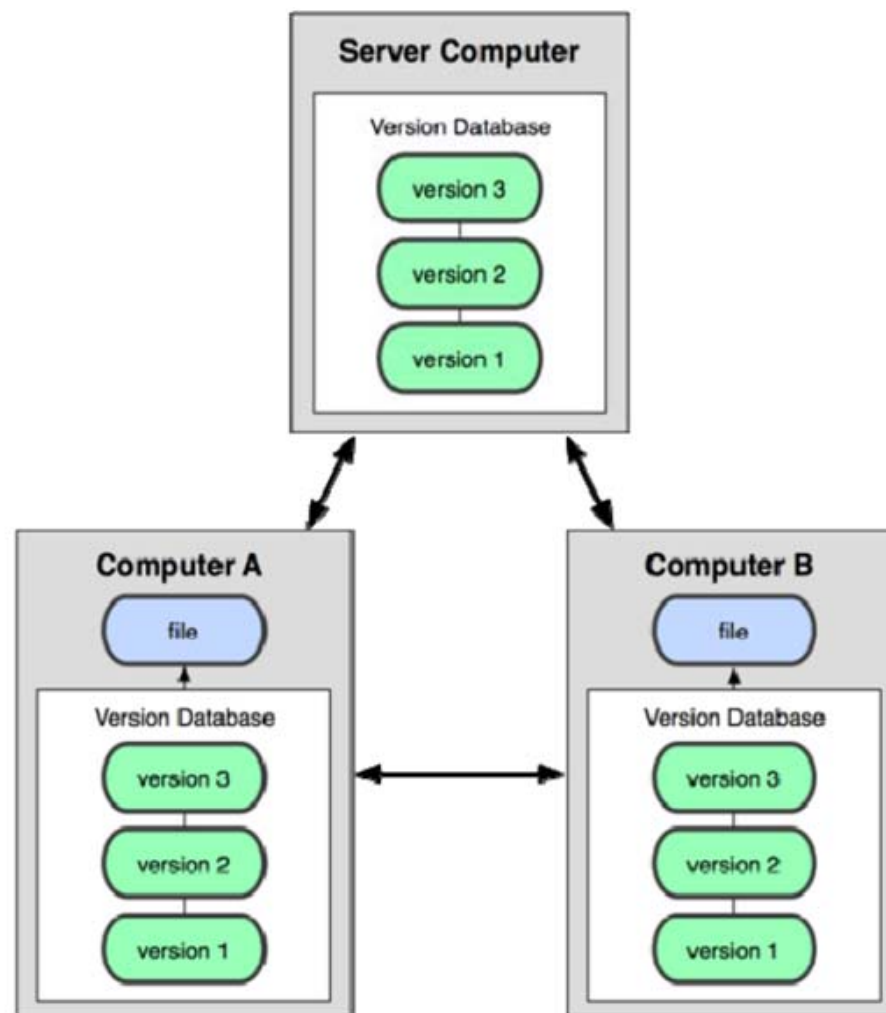 Server Computer
Version Database
version 3
version 2
version 1
Computer A
file
Version Database
version 3
version 2
version 1
Computer B
file
Version Database
version 3
version 2
version 1